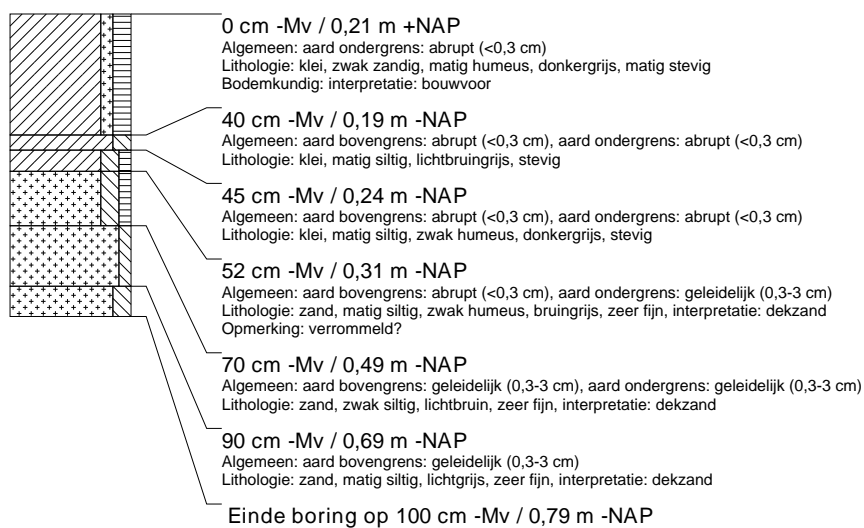 0 cm -Mv / 0,21 m +NAP
Algemeen: aard ondergrens: abrupt (<0,3 cm)
Lithologie: klei, zwak zandig, matig humeus, donkergrijs, matig stevig
Bodemkundig: interpretatie: bouwvoor
40 cm -Mv / 0,19 m -NAP
Algemeen: aard bovengrens: abrupt (<0,3 cm), aard ondergrens: abrupt (<0,3 cm)
Lithologie: klei, matig siltig, lichtbruingrijs, stevig
45 cm -Mv / 0,24 m -NAP
Algemeen: aard bovengrens: abrupt (<0,3 cm), aard ondergrens: abrupt (<0,3 cm)
Lithologie: klei, matig siltig, zwak humeus, donkergrijs, stevig
52 cm -Mv / 0,31 m -NAP
Algemeen: aard bovengrens: abrupt (<0,3 cm), aard ondergrens: geleidelijk (0,3-3 cm)
Lithologie: zand, matig siltig, zwak humeus, bruingrijs, zeer fijn, interpretatie: dekzand
Opmerking: verrommeld?
70 cm -Mv / 0,49 m -NAP
Algemeen: aard bovengrens: geleidelijk (0,3-3 cm), aard ondergrens: geleidelijk (0,3-3 cm)
Lithologie: zand, zwak siltig, lichtbruin, zeer fijn, interpretatie: dekzand
90 cm -Mv / 0,69 m -NAP
Algemeen: aard bovengrens: geleidelijk (0,3-3 cm)
Lithologie: zand, matig siltig, lichtgrijs, zeer fijn, interpretatie: dekzand
Einde boring op 100 cm -Mv / 0,79 m -NAP